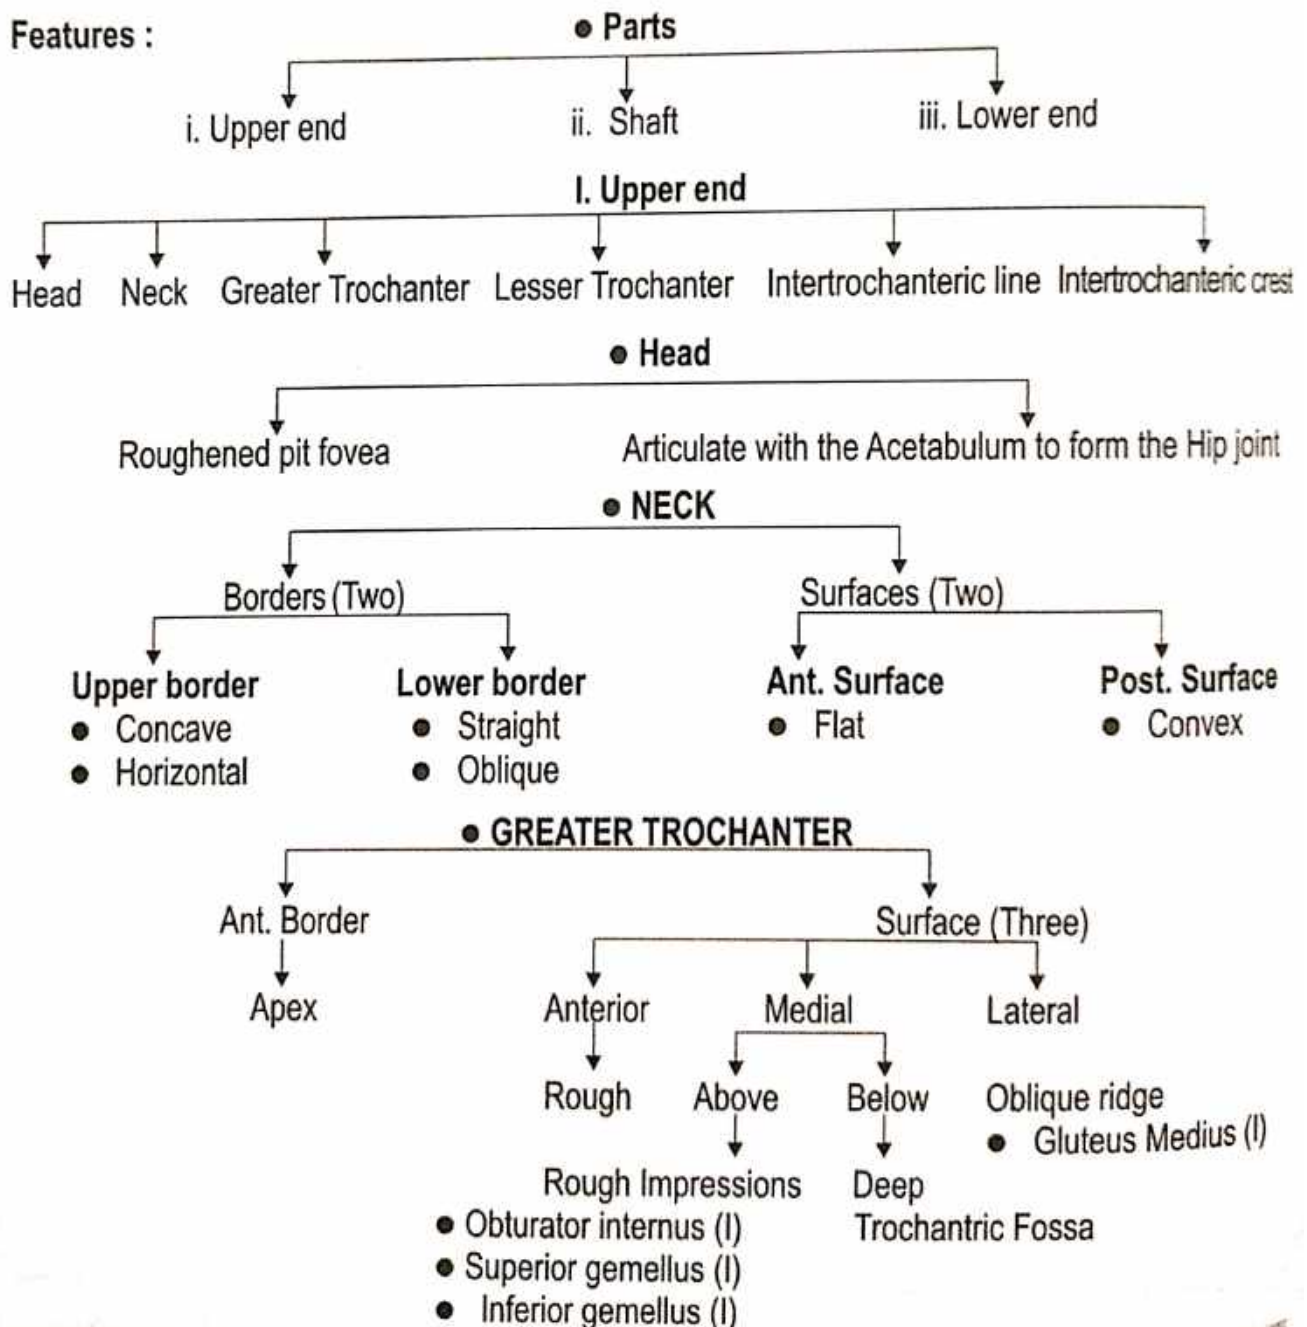 Features :
● Parts
i. Upper end
ii. Shaft
iii. Lower end
I. Upper end
Head
Neck
Greater Trochanter
Lesser Trochanter
Intertrochanteric line
Intertrochanteric crest
● Head
Roughened pit fovea
Articulate with the Acetabulum to form the Hip joint
● NECK
Borders (Two)
Surfaces (Two)
Upper border
● Concave
● Horizontal
Lower border
● Straight
● Oblique
Ant. Surface
● Flat
Post. Surface
● Convex
● GREATER TROCHANTER
Ant. Border
Apex
Surface (Three)
Anterior
Rough
Medial
Above
Rough Impressions
● Obturator internus (I)
● Superior gemellus (I)
● Inferior gemellus (I)
Below
Deep
Trochantric Fossa
Lateral
Oblique ridge
● Gluteus Medius (I)